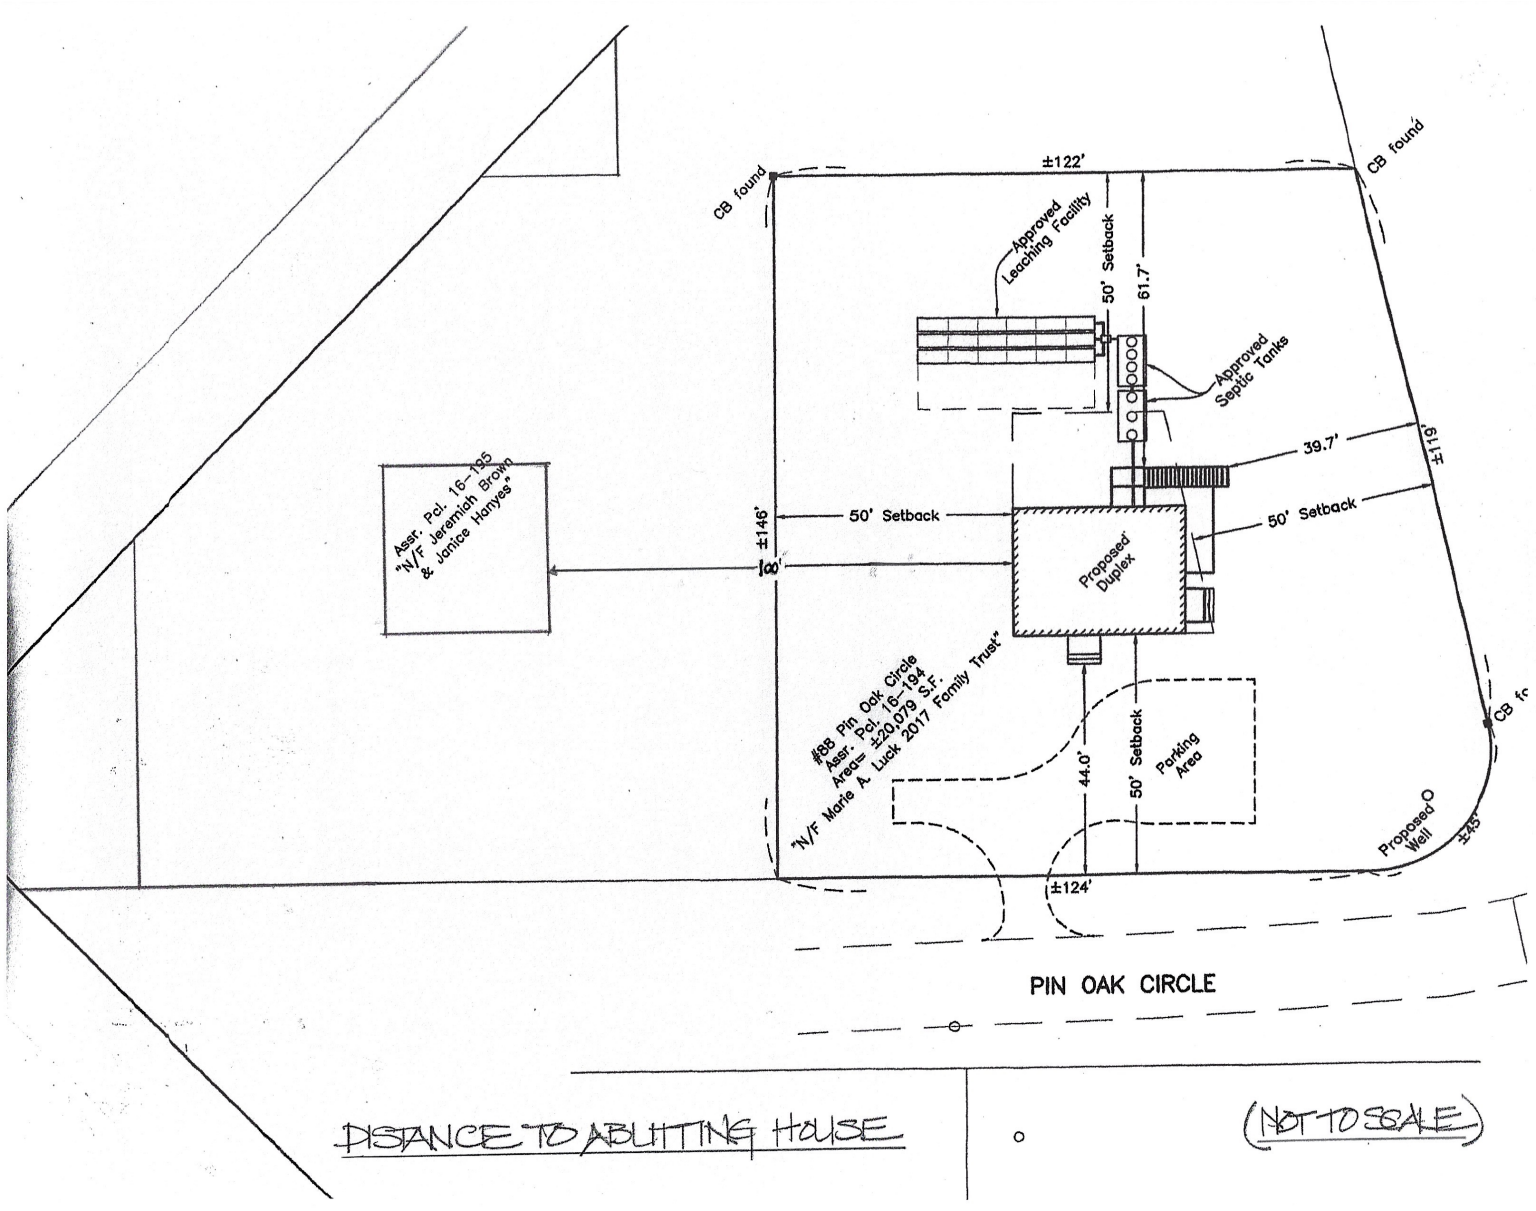 CB found
±122'
CB found
Approved
Leaching Facility
50' Setback
61.7'
Approved
Septic Tanks
39.7'
±119'
50' Setback
Assr. Pcl. 16-195
"N/F Jeremiah Brown
& Janice Hanyes"
±146'
50' Setback
Proposed
Duplex
#8B Pin Oak Circle
Assr. Pcl. 16-194
Area= ±20,079 S.F.
"N/F Marie A. Luck 2017 Family Trust"
44.0'
50' Setback
Parking
Area
CB fo
Proposed
Well
±45'
±124'
PIN OAK CIRCLE
DISTANCE TO ABUTTING HOUSE
(NOT TO SCALE)